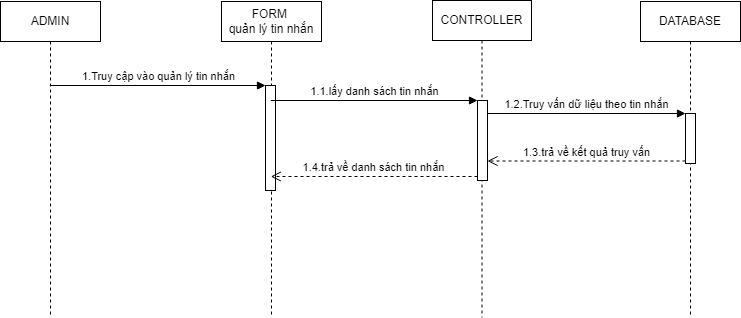 ADMIN
FORM
quản lý tin nhắn
CONTROLLER
DATABASE
1.Truy cập vào quản lý tin nhắn
1.1.lấy danh sách tin nhắn
1.2.Truy vấn dữ liệu theo tin nhắn
1.3.trả về kết quả truy vấn
1.4.trả về danh sách tin nhắn